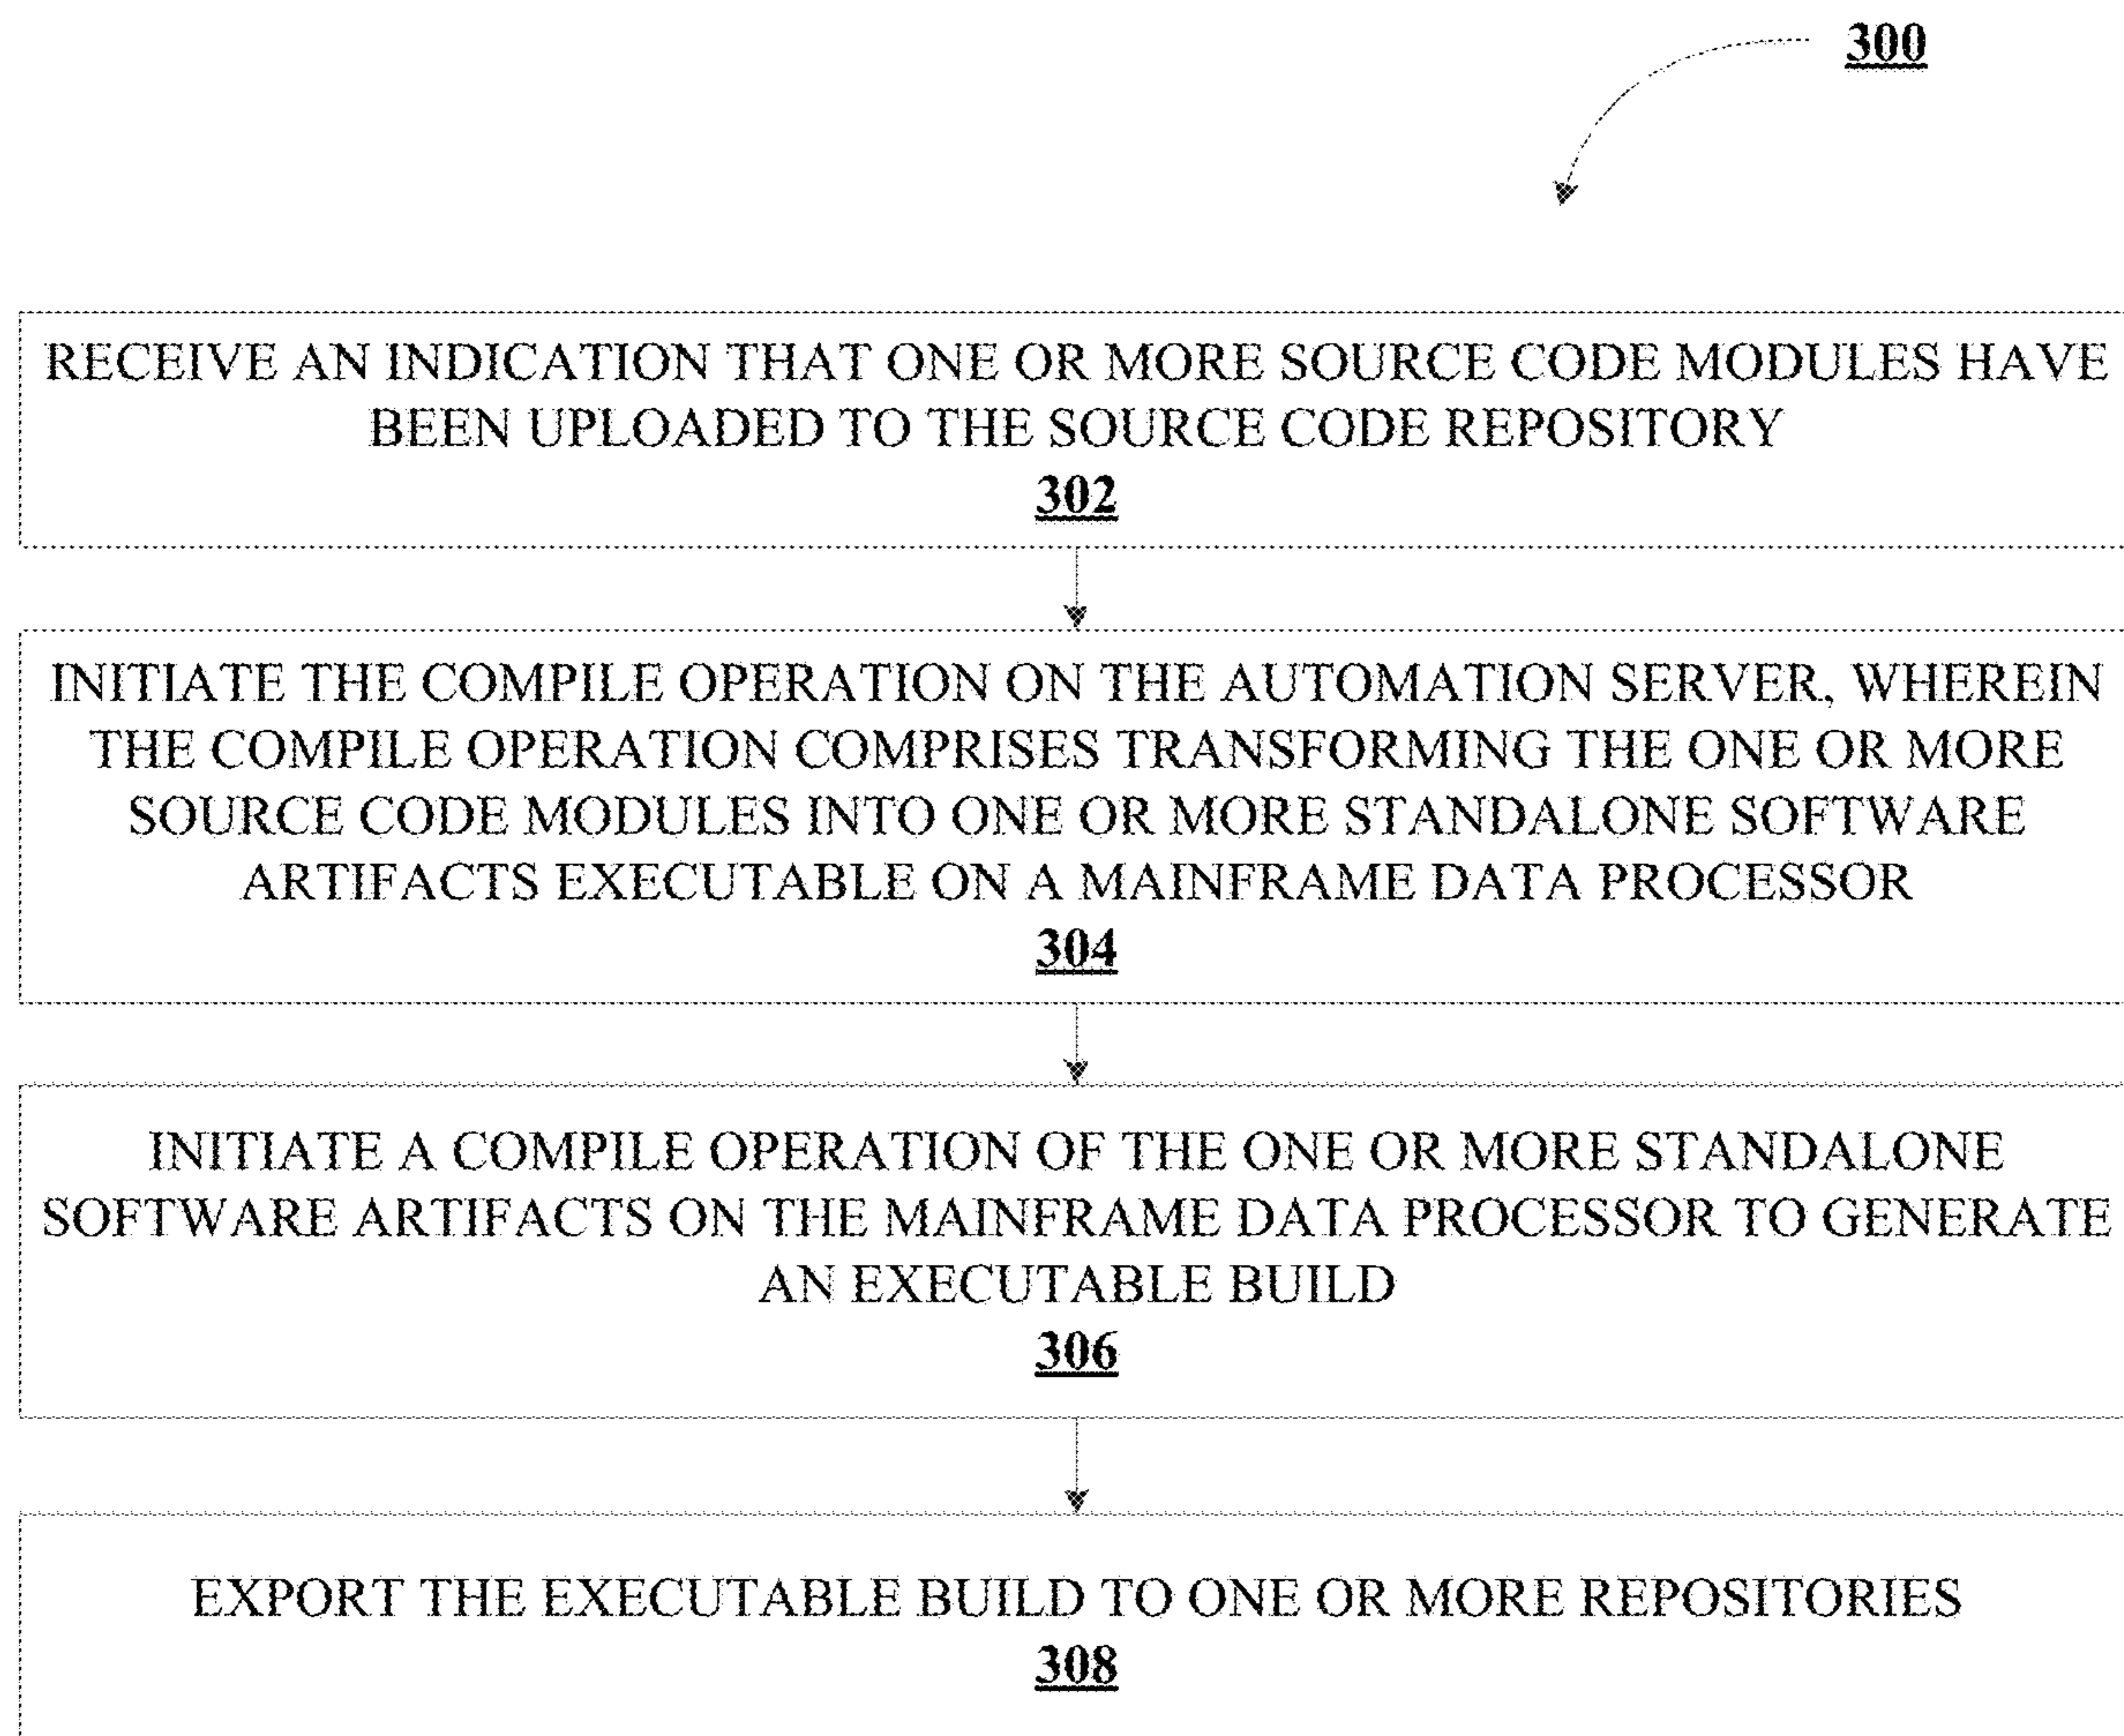 300
RECEIVE AN INDICATION THAT ONE OR MORE SOURCE CODE MODULES HAVE
BEEN UPLOADED TO THE SOURCE CODE REPOSITORY
302
INITIATE THE COMPILE OPERATION ON THE AUTOMATION SERVER, WHEREIN
THE COMPILE OPERATION COMPRISES TRANSFORMING THE ONE OR MORE
SOURCE CODE MODULES INTO ONE OR MORE STANDALONE SOFTWARE
ARTIFACTS EXECUTABLE ON A MAINFRAME DATA PROCESSOR
304
INITIATE A COMPILE OPERATION OF THE ONE OR MORE STANDALONE
SOFTWARE ARTIFACTS ON THE MAINFRAME DATA PROCESSOR TO GENERATE
AN EXECUTABLE BUILD
306
EXPORT THE EXECUTABLE BUILD TO ONE OR MORE REPOSITORIES
308